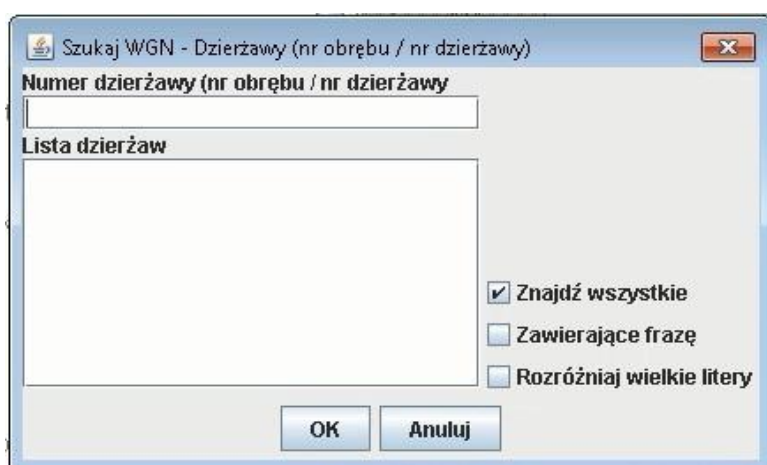 Szukaj WGN - Dzierżawy (nr obrębu / nr dzierżawy)
Numer dzierżawy (nr obrębu / nr dzierżawy
Lista dzierżaw
Znajdź wszystkie
Zawierające frazę
Rozróżniaj wielkie litery
OK Anuluj